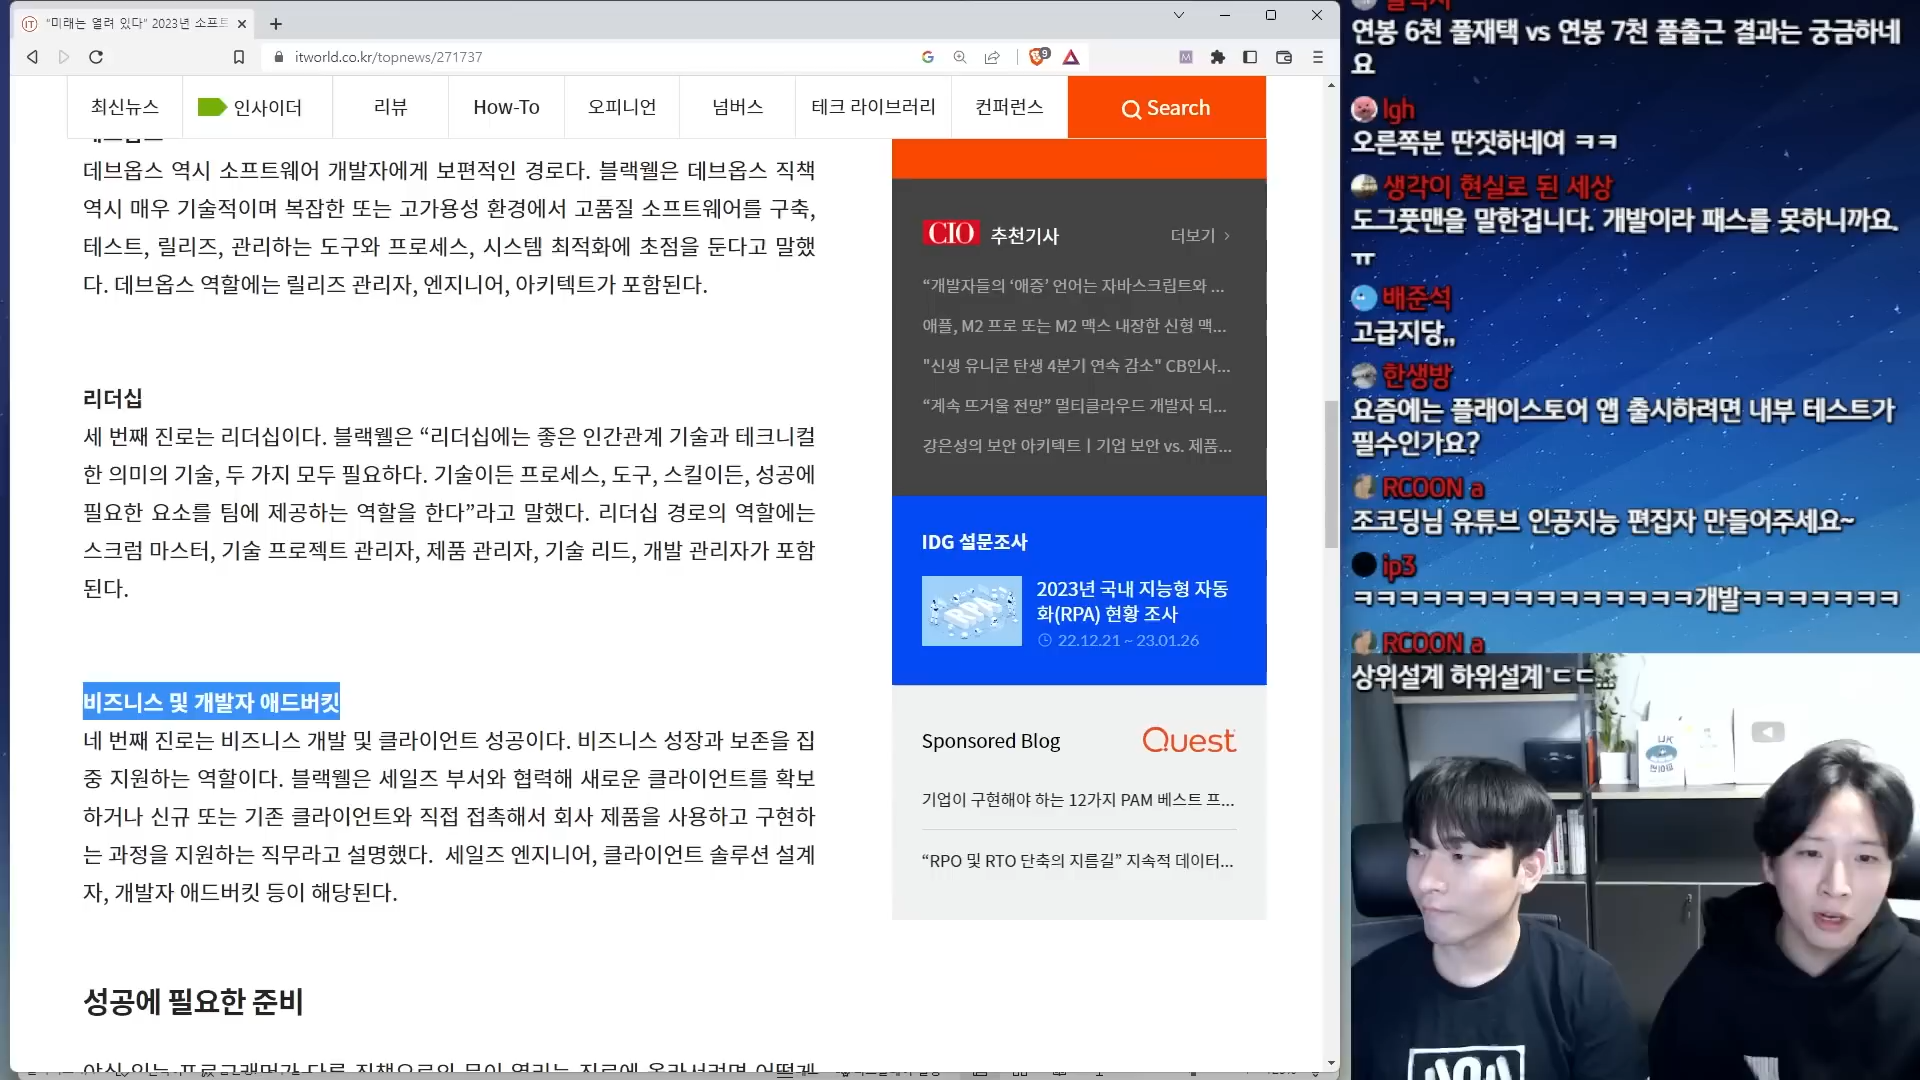 "미래는 열려 있다" 2023년 소프트
itworld.co.kr/topnews/271737
9
M
최신뉴스
인사이더
리뷰
How-To
오피니언
넘버스
테크 라이브러리
컨퍼런스
Search
데브옵스 역시 소프트웨어 개발자에게 보편적인 경로다. 블랙웰은 데브옵스 직책
역시 매우 기술적이며 복잡한 또는 고가용성 환경에서 고품질 소프트웨어를 구축,
테스트, 릴리즈, 관리하는 도구와 프로세스, 시스템 최적화에 초점을 둔다고 말했
다. 데브옵스 역할에는 릴리즈 관리자, 엔지니어, 아키텍트가 포함된다.
리더십
세 번째 진로는 리더십이다. 블랙웰은 “리더십에는 좋은 인간관계 기술과 테크니컬
한 의미의 기술, 두 가지 모두 필요하다. 기술이든 프로세스, 도구, 스킬이든, 성공에
필요한 요소를 팀에 제공하는 역할을 한다”라고 말했다. 리더십 경로의 역할에는
스크럼 마스터, 기술 프로젝트 관리자, 제품 관리자, 기술 리드, 개발 관리자가 포함
된다.
비즈니스 및 개발자 애드버킷
네 번째 진로는 비즈니스 개발 및 클라이언트 성공이다. 비즈니스 성장과 보존을 집
중 지원하는 역할이다. 블랙웰은 세일즈 부서와 협력해 새로운 클라이언트를 확보
하거나 신규 또는 기존 클라이언트와 직접 접촉해서 회사 제품을 사용하고 구현하
는 과정을 지원하는 직무라고 설명했다. 세일즈 엔지니어, 클라이언트 솔루션 설계
자, 개발자 애드버킷 등이 해당된다.
성공에 필요한 준비
CIO 추천기사
더보기 >
“개발자들의 ‘애증’ 언어는 자바스크립트와 ...
애플, M2 프로 또는 M2 맥스 내장한 신형 맥...
"신생 유니콘 탄생 4분기 연속 감소" CB인사...
“계속 뜨거울 전망” 멀티클라우드 개발자 되...
강은성의 보안 아키텍트 | 기업 보안 vs. 제품...
IDG 설문조사
RPA
2023년 국내 지능형 자동
화(RPA) 현황 조사
22.12.21 ~ 23.01.26
Sponsored Blog
Quest
기업이 구현해야 하는 12가지 PAM 베스트 프...
“RPO 및 RTO 단축의 지름길” 지속적 데이터...
연봉 6천 풀재택 vs 연봉 7천 풀출근 결과는 궁금하네
요
lgh
오른쪽분 딴짓하네여 ㅋㅋ
생각이 현실로 된 세상
도그풋맨을 말한겁니다. 개발이라 패스를 못하니까요.
ㅠ
배준석
고급지당,,
한생방
요즘에는 플래이스토어 앱 출시하려면 내부 테스트가
필수인가요?
RCOON a
조코딩님 유튜브 인공지능 편집자 만들어주세요~
ip3
ㅋㅋㅋㅋㅋㅋㅋㅋㅋㅋㅋㅋㅋㅋㅋ개발ㅋㅋㅋㅋㅋㅋㅋ
RCOON a
상위설계 하위설계 ㄷㄷ...